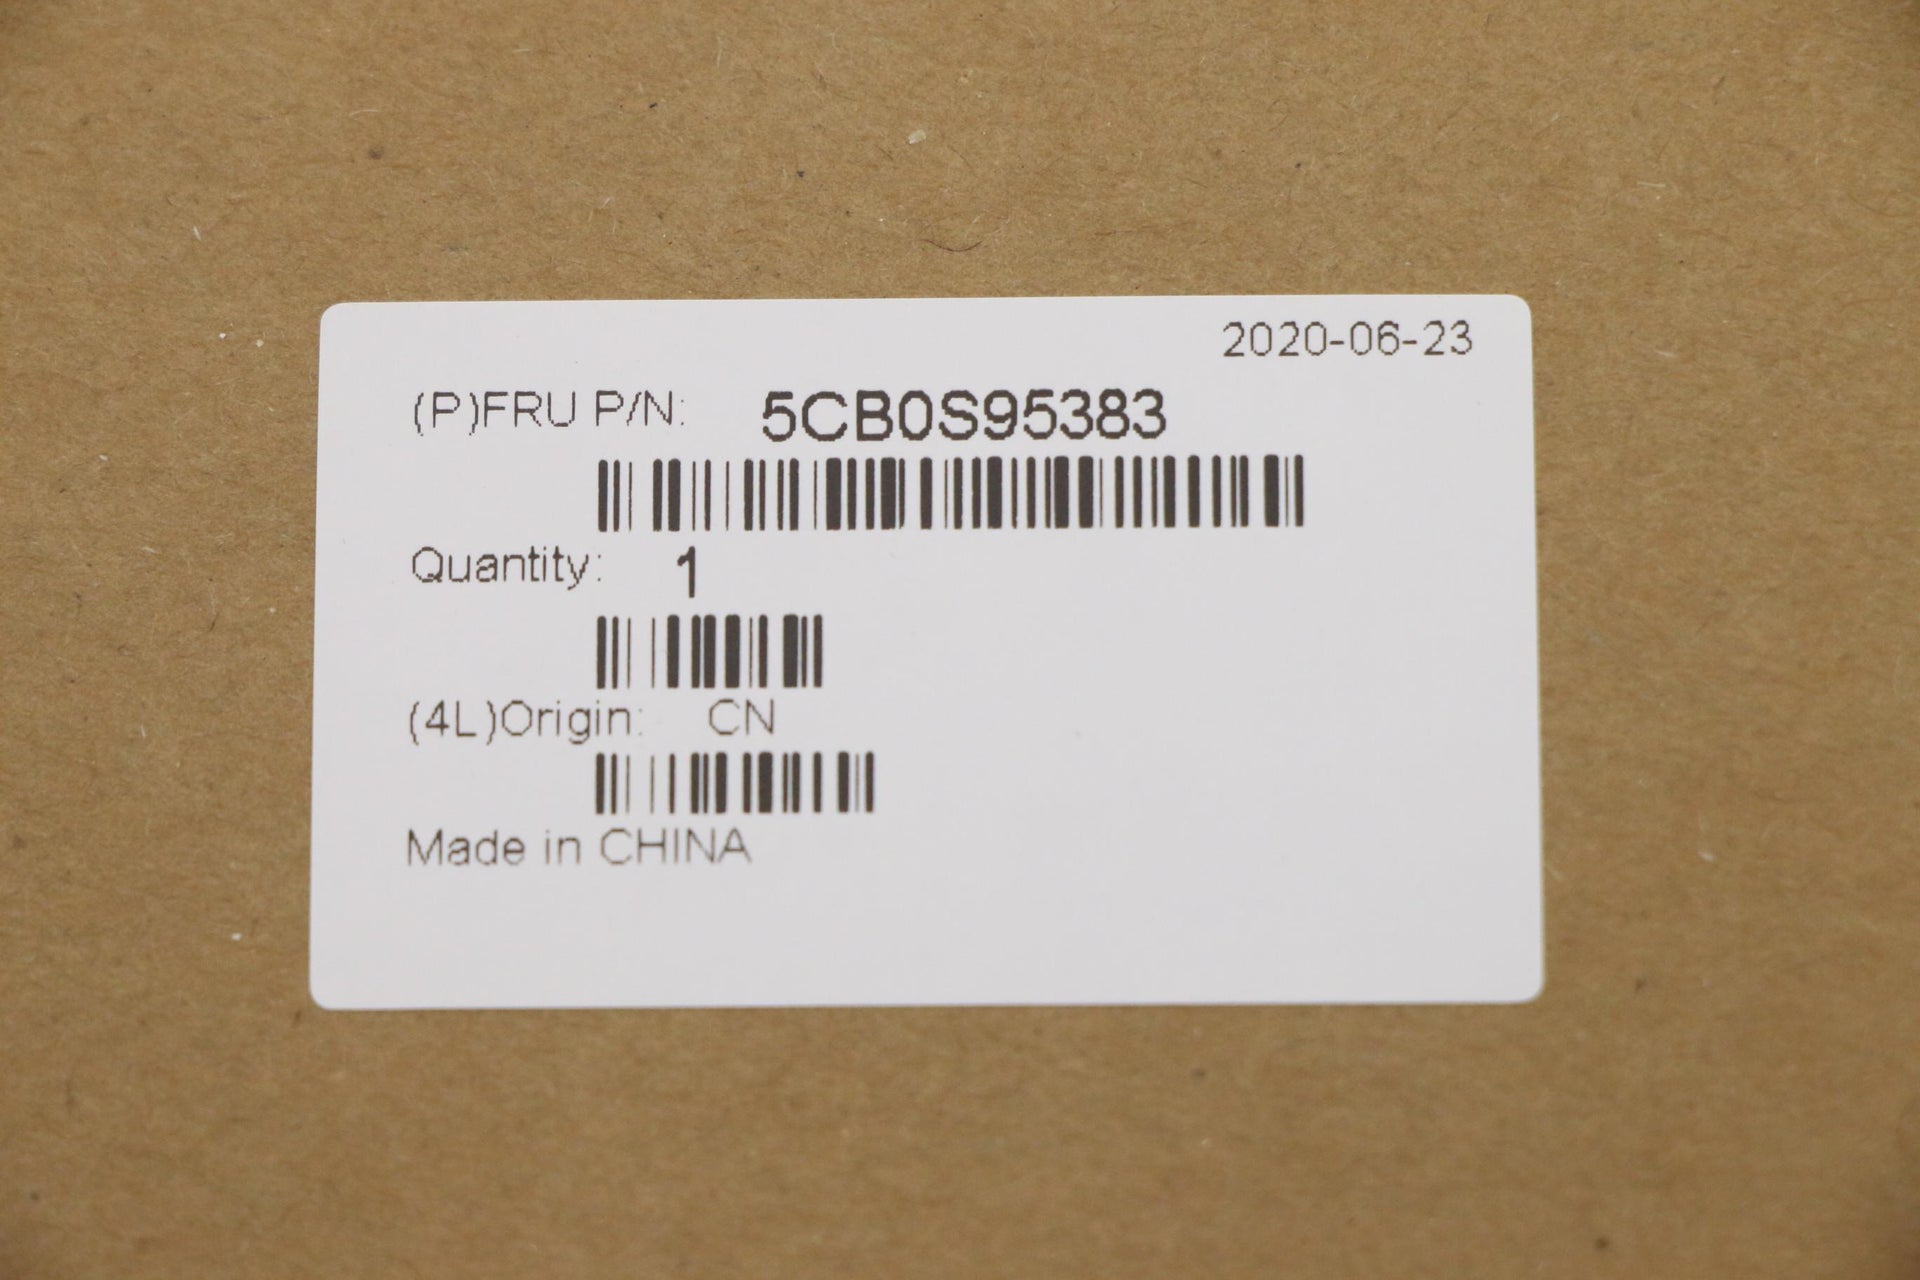 2020-06-23
(P)FRU P/N: 5CB0S95383
Quantity: 1
(4L)Origin: CN
Made in CHINA